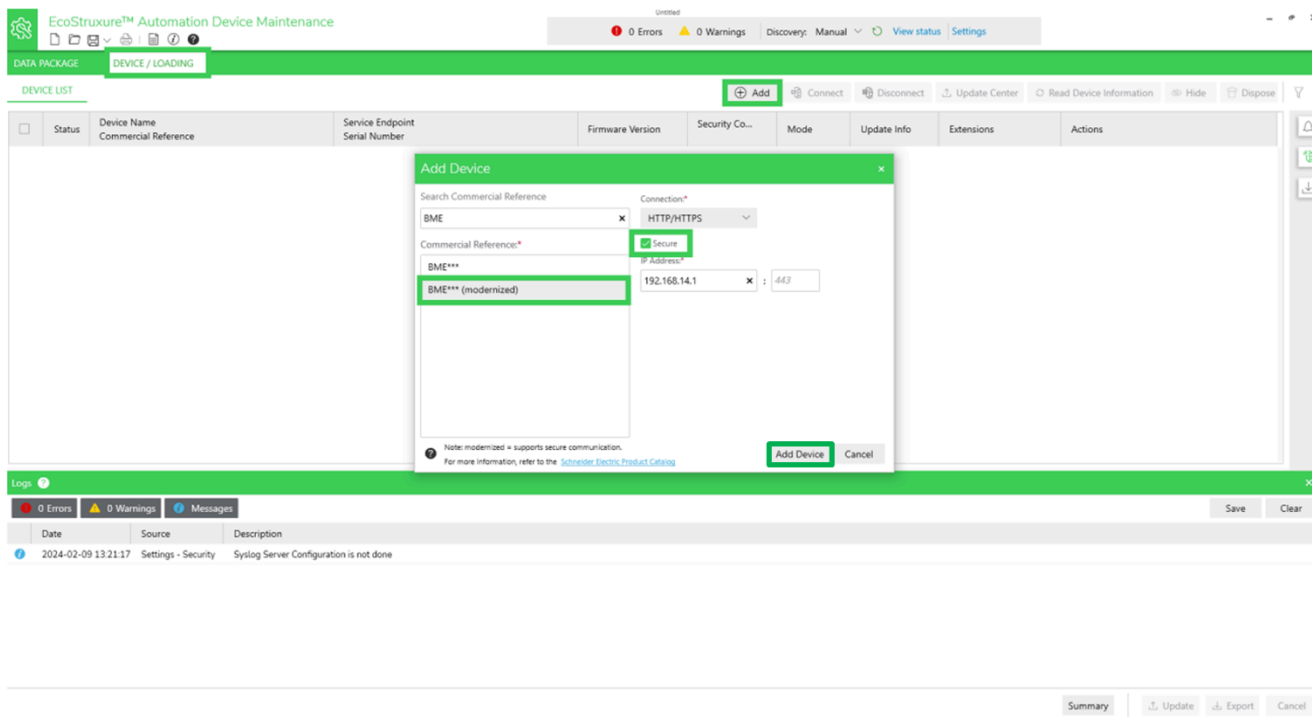 Untitled
EcoStruxure™ Automation Device Maintenance
0 Errors 0 Warnings Discovery: Manual View status Settings
DATA PACKAGE DEVICE / LOADING
DEVICE LIST
Add Connect Disconnect Update Center Read Device Information Hide Dispose
Status Device Name Service Endpoint Firmware Version Security Co... Mode Update Info Extensions Actions
Commercial Reference Serial Number
Add Device
Search Commercial Reference Connection:*
BME HTTP/HTTPS
Commercial Reference:* Secure
IP Address:*
BME***
192.168.14.1 : 443
BME*** (modernized)
Note: modernized = supports secure communication.
For more information, refer to the Schneider Electric Product Catalog
Add Device Cancel
Logs
0 Errors 0 Warnings Messages Save Clear
Date Source Description
2024-02-09 13:21:17 Settings - Security Syslog Server Configuration is not done
Summary Update Export Cancel